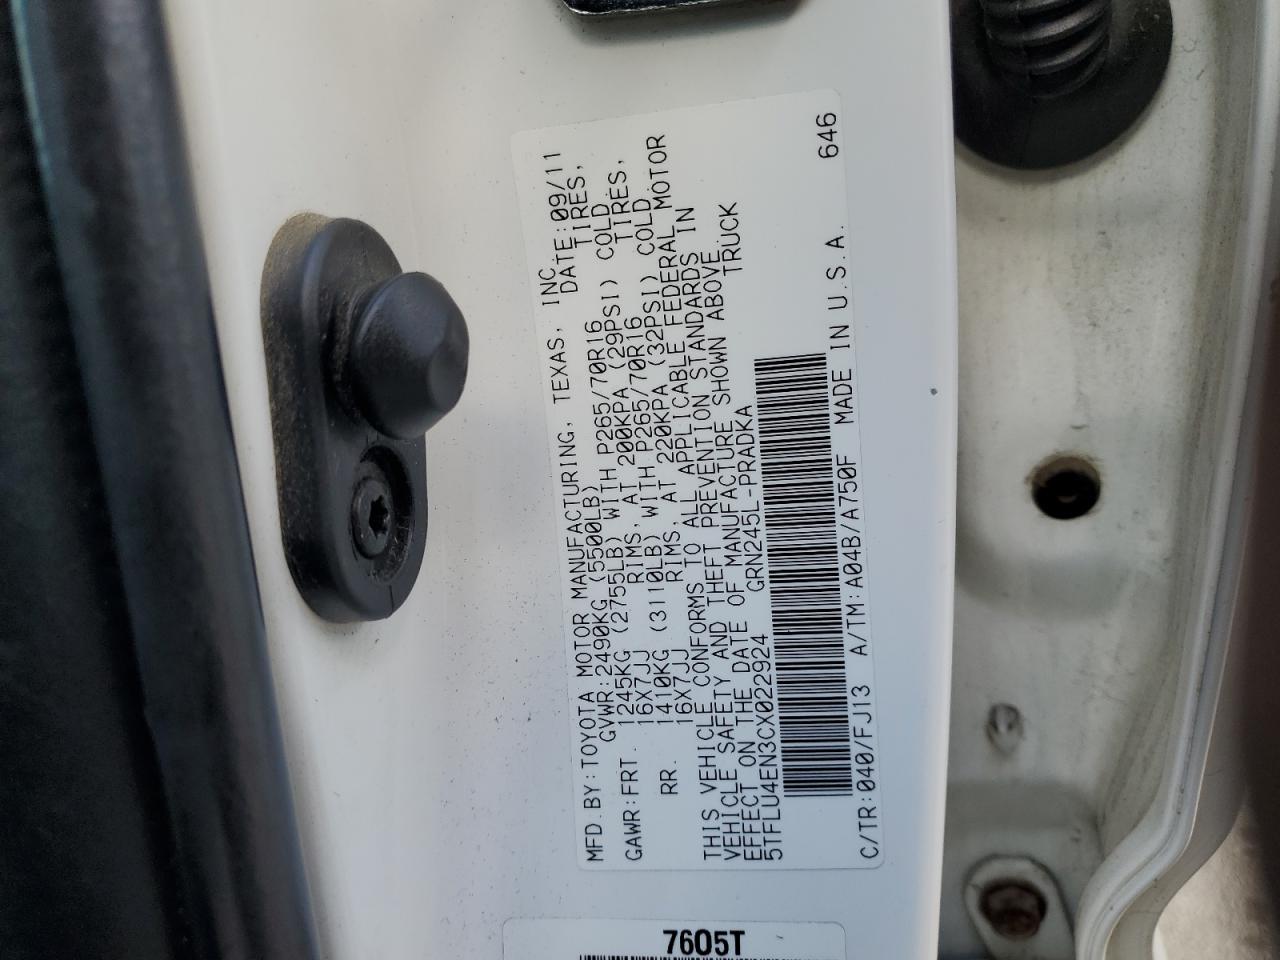 MFD. BY: TOYOTA MOTOR MANUFACTURING, TEXAS, INC.
GVWR: 2490KG (5500LB) DATE: 09/11
GAWR: FRT. 1245KG (2755LB) WITH P265/70R16 TIRES,
16X7JJ RIMS, AT 200KPA (29PSI) COLD.
RR. 1410KG (3110LB) WITH P265/70R16 TIRES,
16X7JJ RIMS, AT 220KPA (32PSI) COLD
THIS VEHICLE CONFORMS TO ALL APPLICABLE FEDERAL MOTOR
VEHICLE SAFETY AND THEFT PREVENTION STANDARDS IN
EFFECT ON THE DATE OF MANUFACTURE SHOWN ABOVE.
5TFLU4EN3CX022924 GRN245L-PRADKA TRUCK
C/TR: 040/FJ13 A/TM: A04B/A750F MADE IN U.S.A. 646
7605T